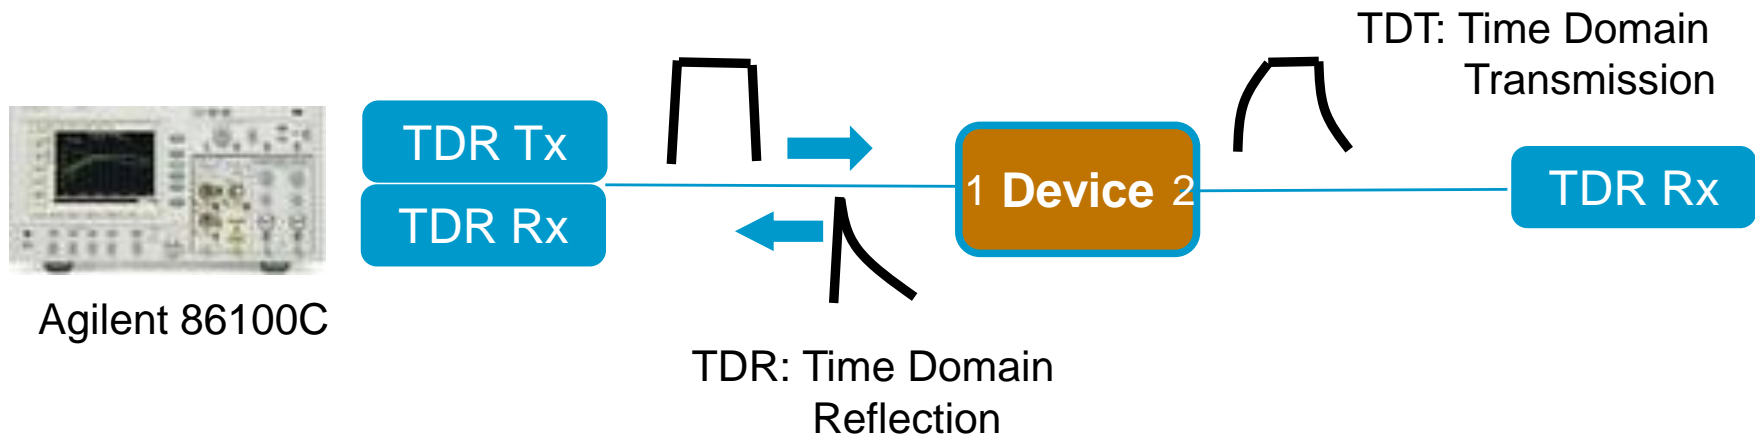 TDT: Time Domain
Transmission
TDR Tx
TDR Rx
1 Device 2
TDR Rx
Agilent 86100C
TDR: Time Domain
Reflection